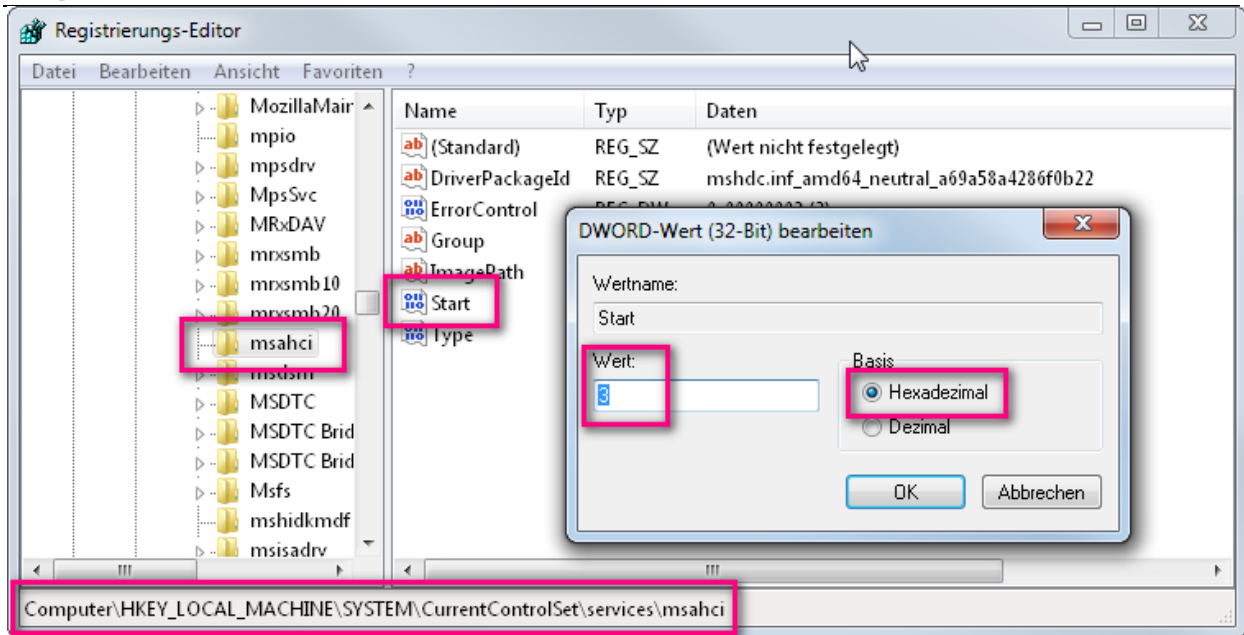 Registrierungs-Editor
Datei Bearbeiten Ansicht Favoriten ?
MozillaMair
mpio
mpsdrv
MpsSvc
MRxDAV
mrxsmb
mrxsmb10
mrxsmb20
msahci
msdsm
MSDTC
MSDTC Brid
MSDTC Brid
Msfs
mshidkmdf
msisadrv
Name Typ Daten
(Standard) REG_SZ (Wert nicht festgelegt)
DriverPackageId REG_SZ mshdc.inf_amd64_neutral_a69a58a4286f0b22
ErrorControl
Group
ImagePath
Start
Type
DWORD-Wert (32-Bit) bearbeiten
Wertname:
Start
Wert:
3
Basis
Hexadezimal
Dezimal
OK Abbrechen
Computer\HKEY_LOCAL_MACHINE\SYSTEM\CurrentControlSet\services\msahci